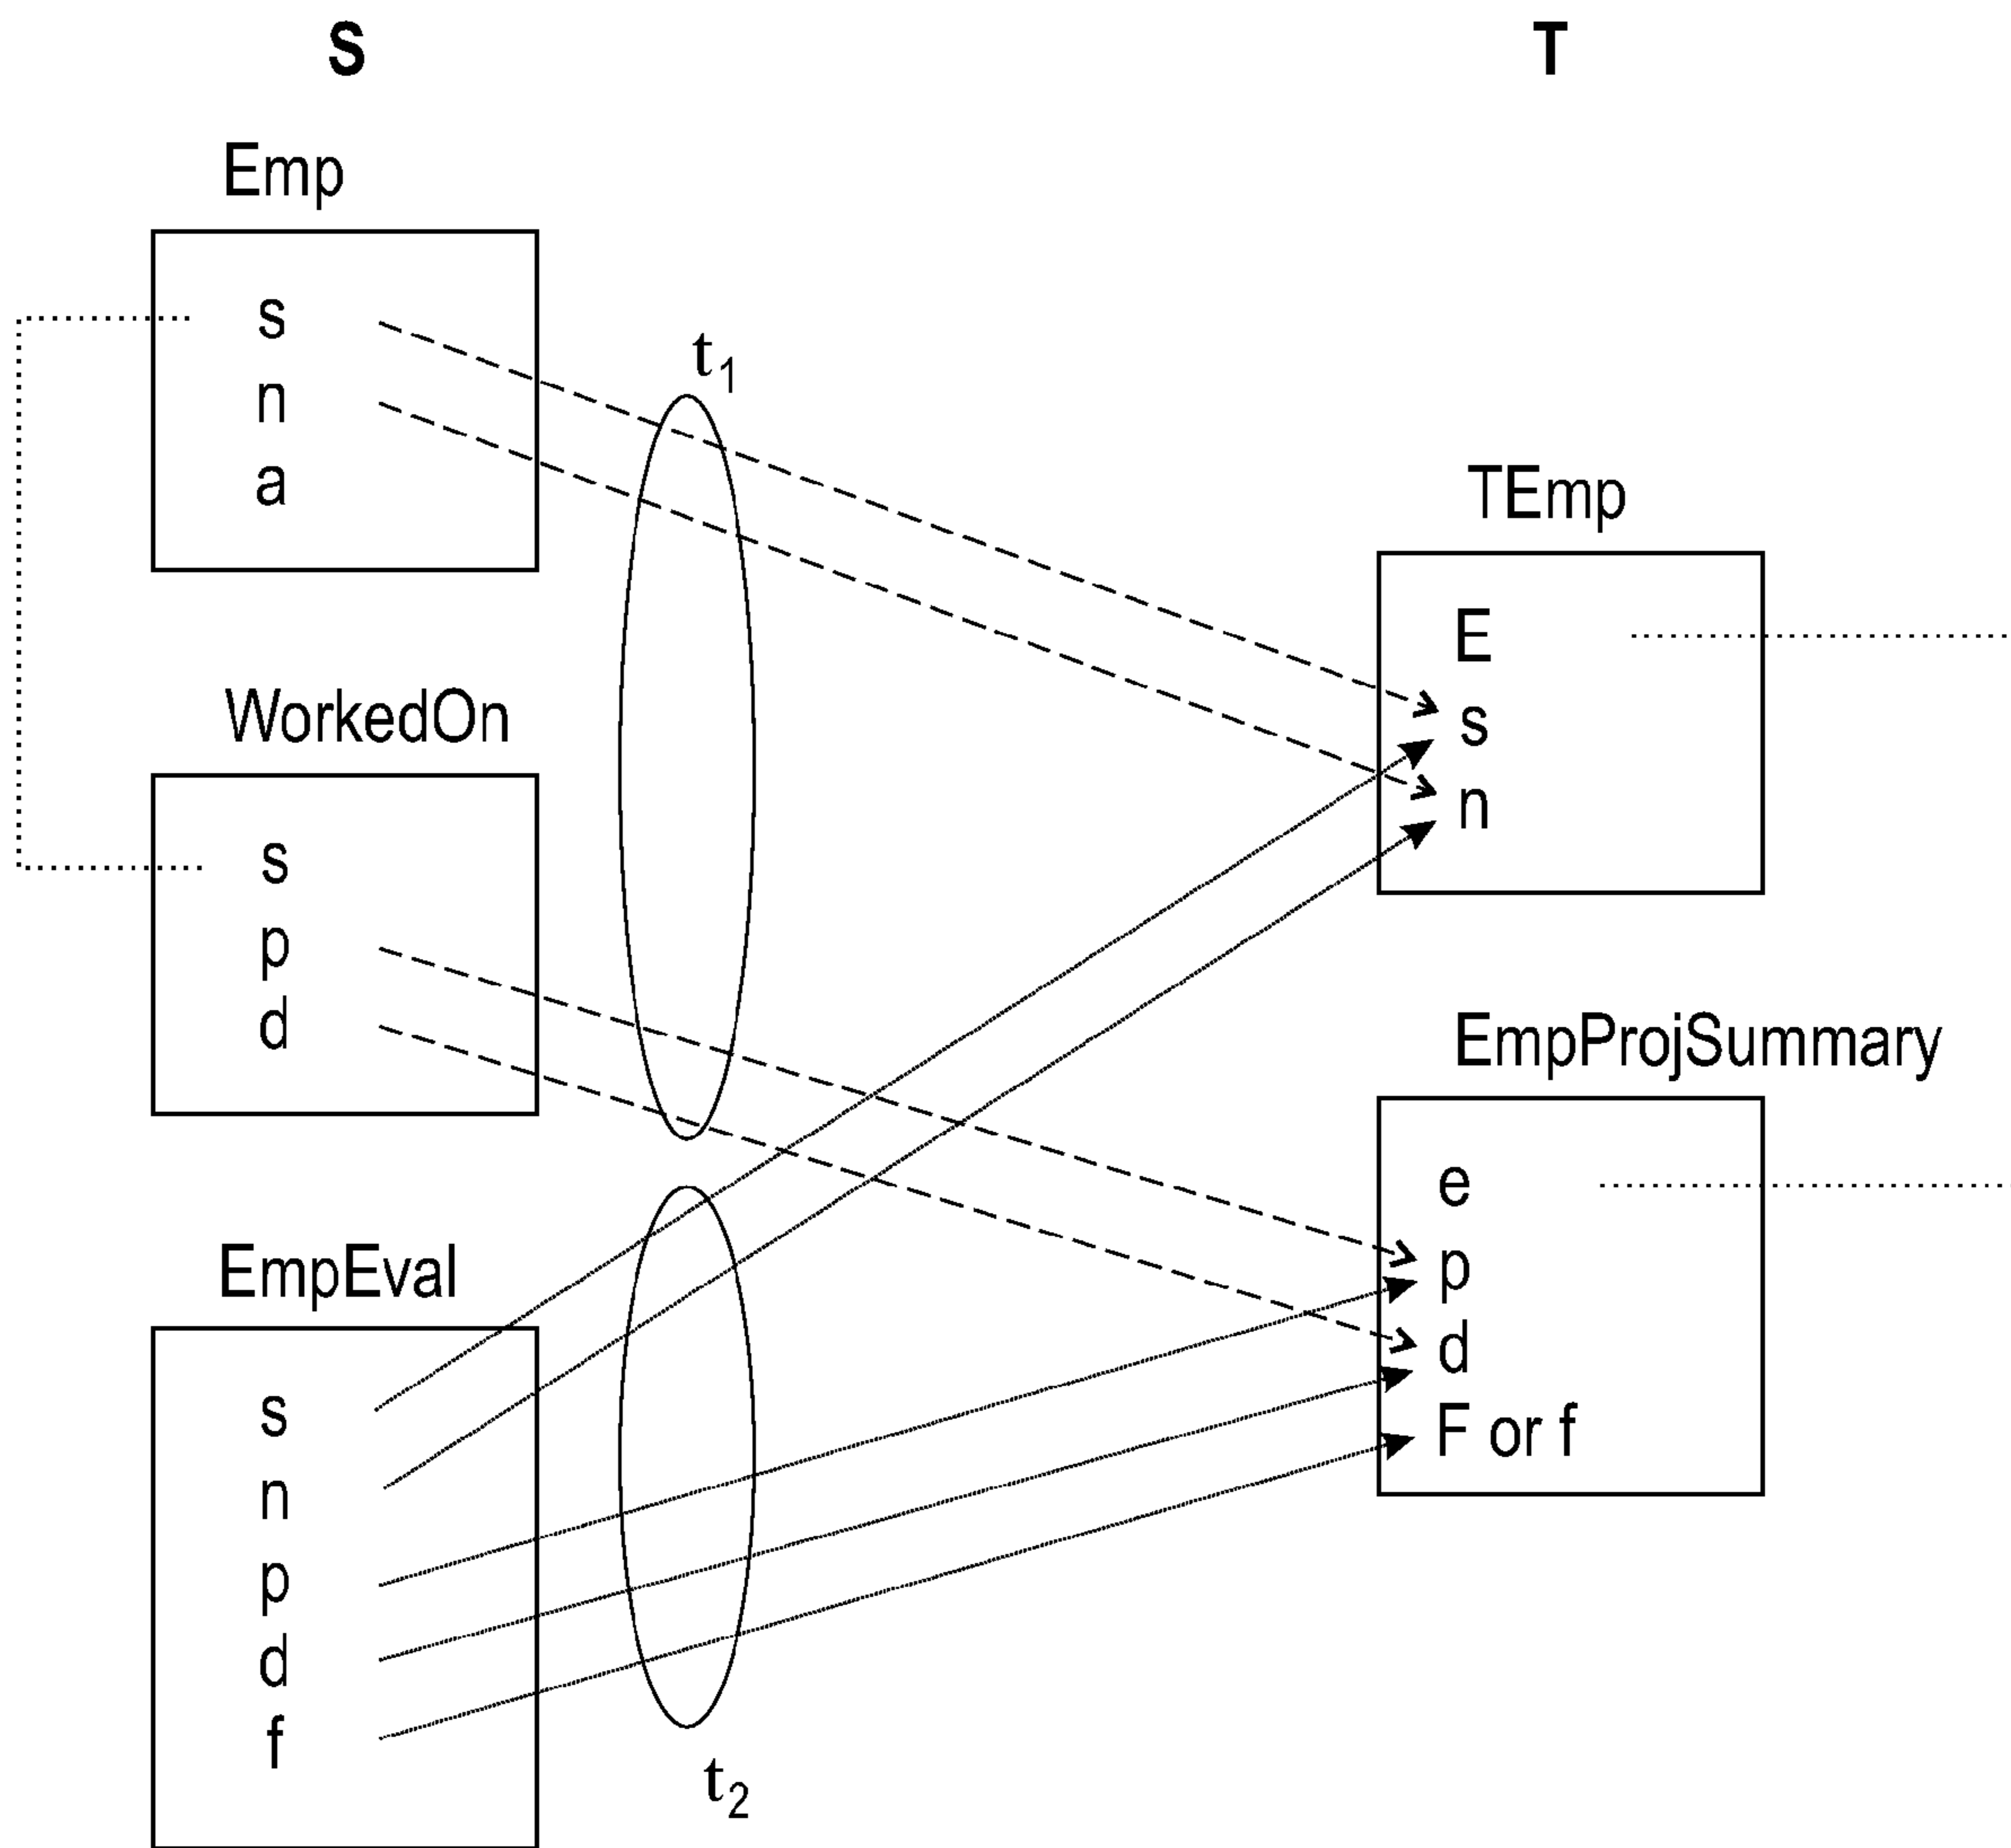 S
T
Emp
s
n
a
t1
TEmp
E
s
n
WorkedOn
s
p
d
EmpProjSummary
e
p
d
F or f
EmpEval
s
n
p
d
f
t2